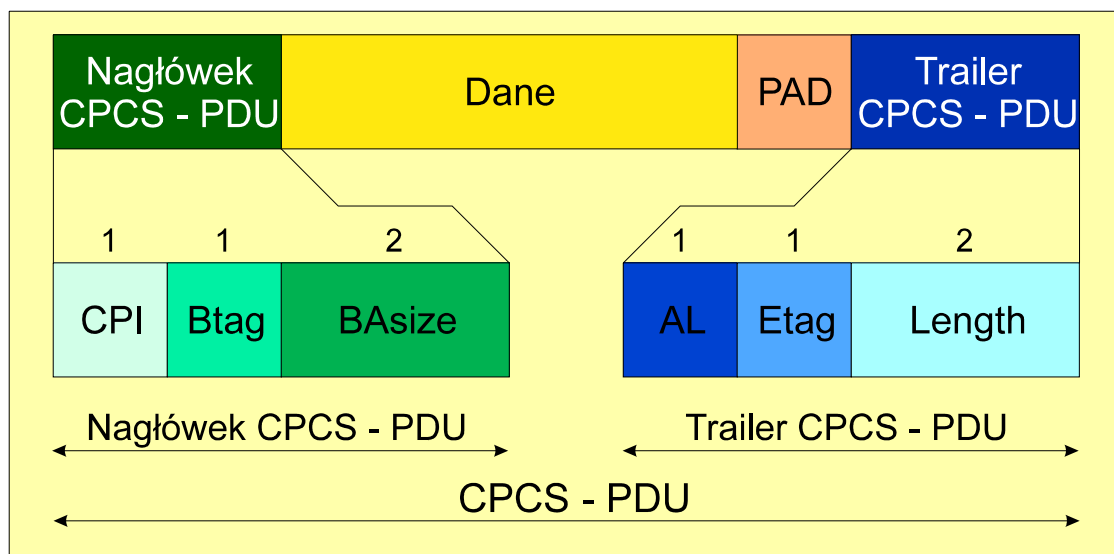 Nagłówek
CPCS - PDU
Dane
PAD
Trailer
CPCS - PDU
1
1
2
1
1
2
CPI
Btag
BAsize
AL
Etag
Length
Nagłówek CPCS - PDU
Trailer CPCS - PDU
CPCS - PDU